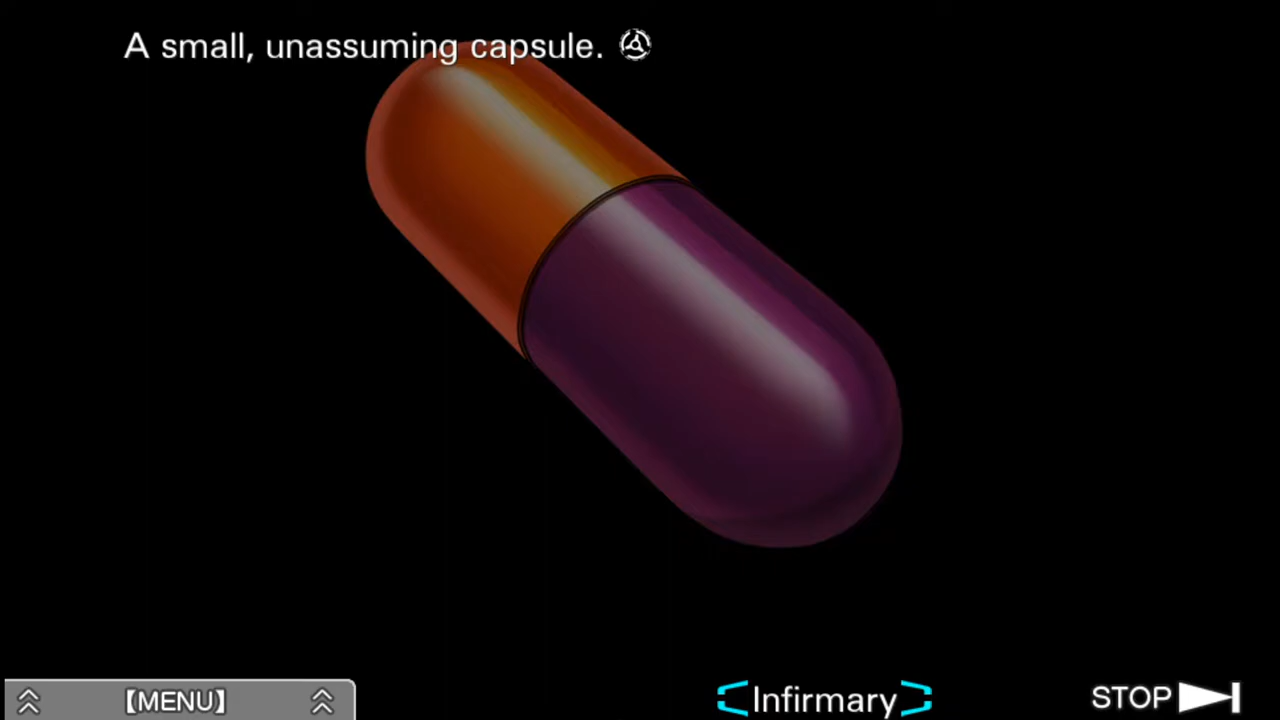 A small, unassuming capsule.
【MENU】
Infirmary
STOP